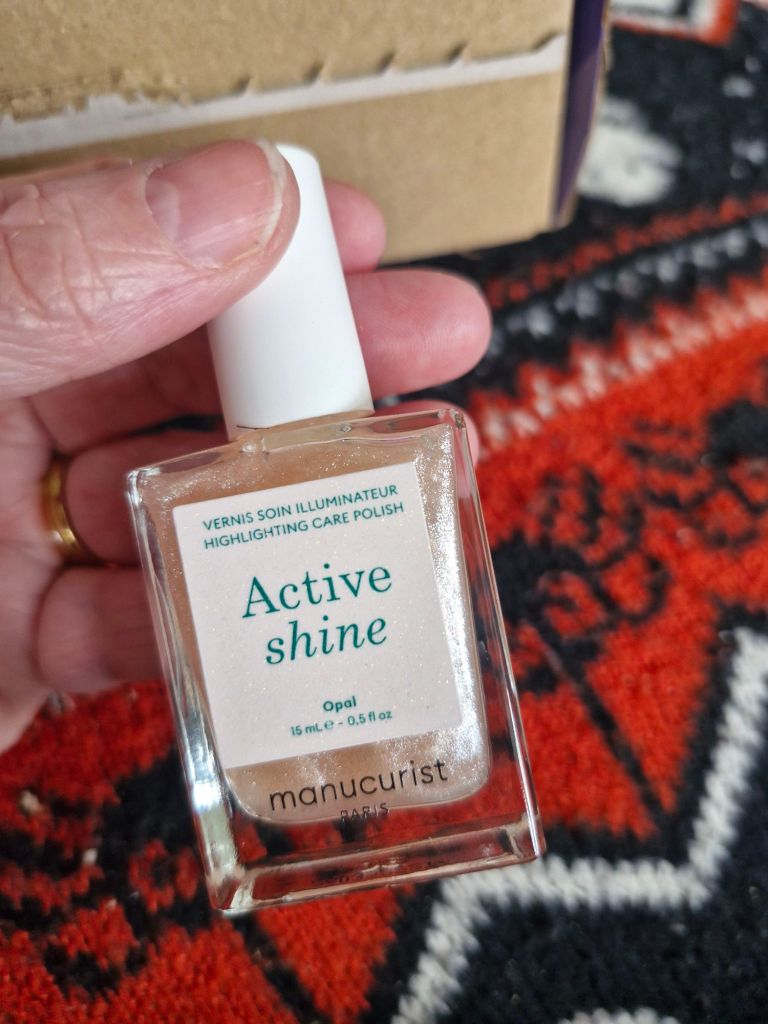 VERNIS SOIN ILLUMINATEUR
HIGHLIGHTING CARE POLISH
Active
shine
Opal
15 mL ℮ - 0,5 fl oz
manucurist
PARIS